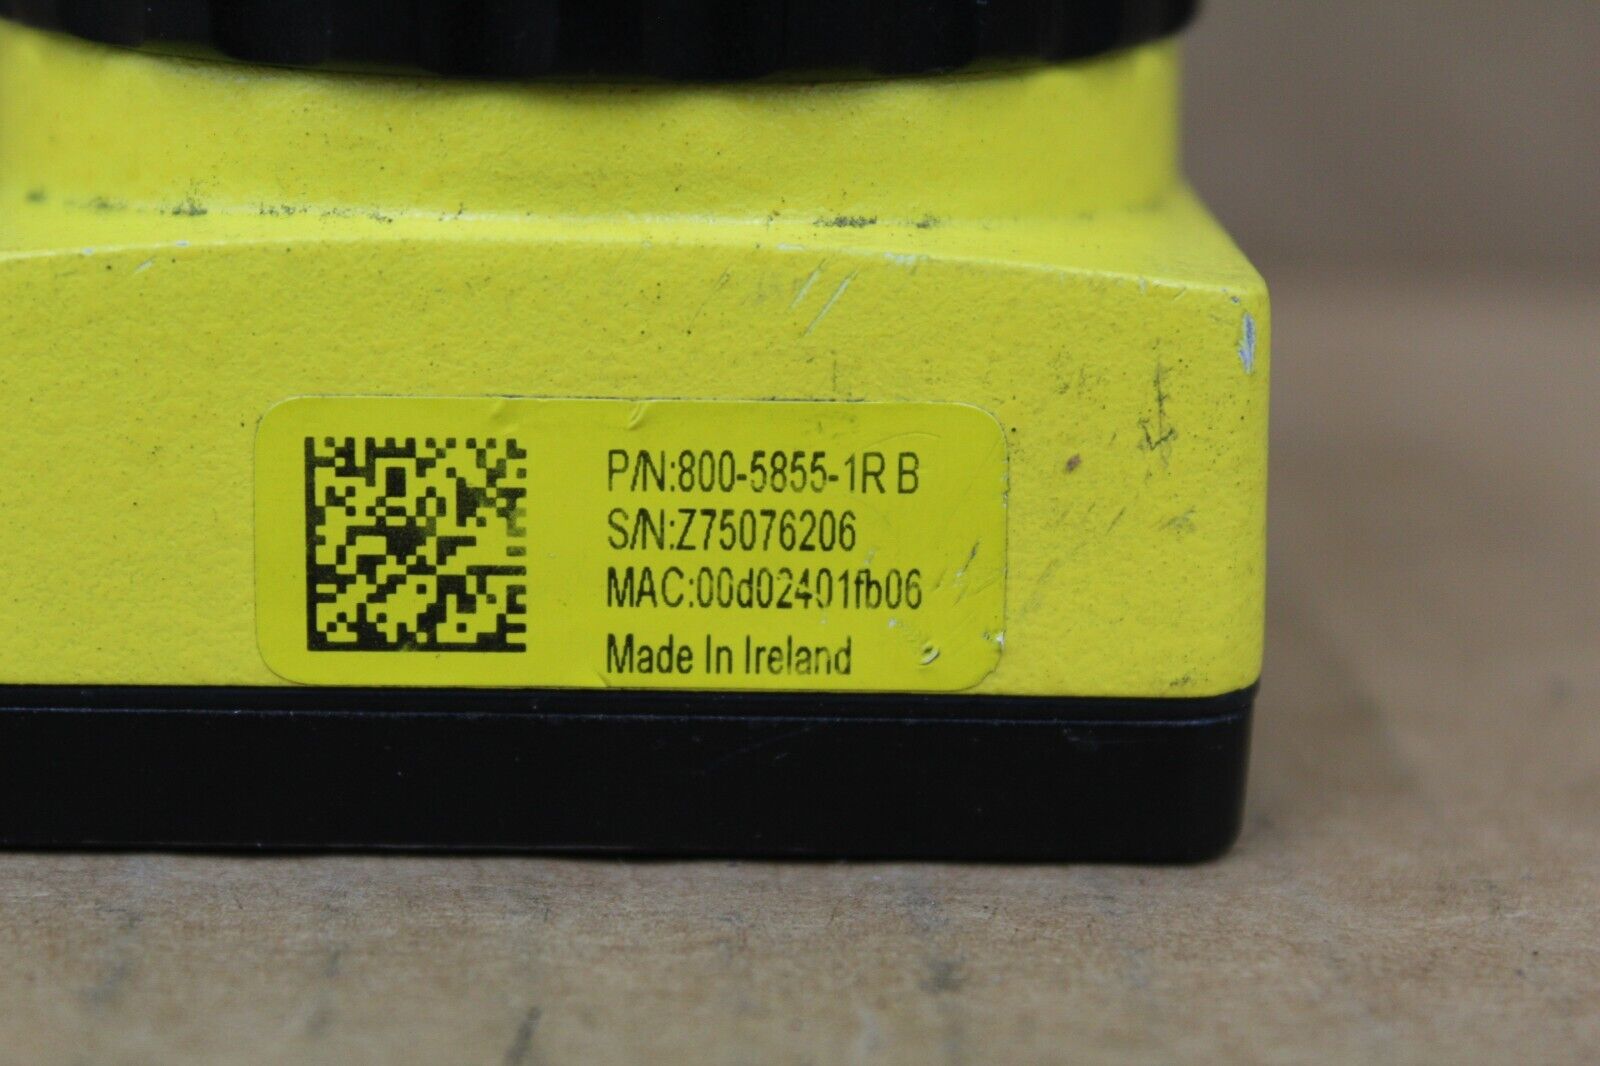 P/N:800-5855-1R B
S/N:Z75076206
MAC:00d02401fb06
Made In Ireland